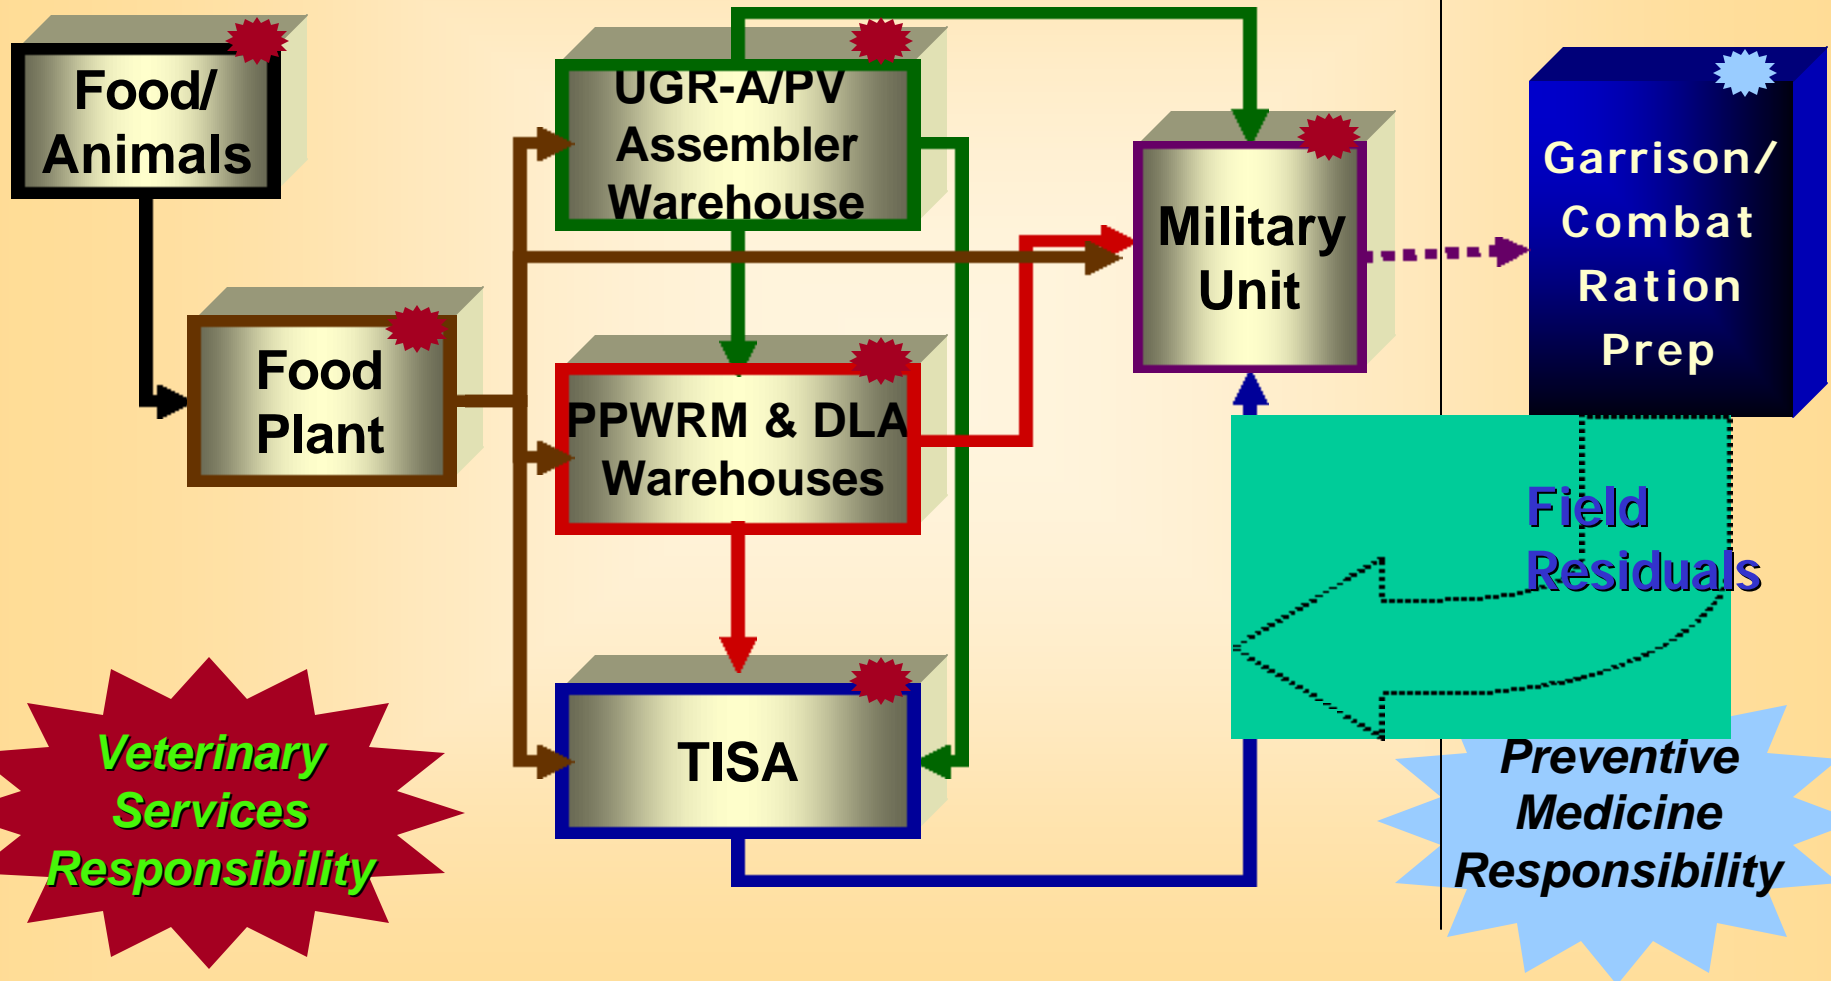 Food/
Animals
UGR-A/PV
Assembler
Warehouse
Military
Unit
Garrison/
Combat
Ration
Prep
Food
Plant
PPWRM & DLA
Warehouses
Field
Residuals
TISA
Veterinary
Services
Responsibility
Preventive
Medicine
Responsibility